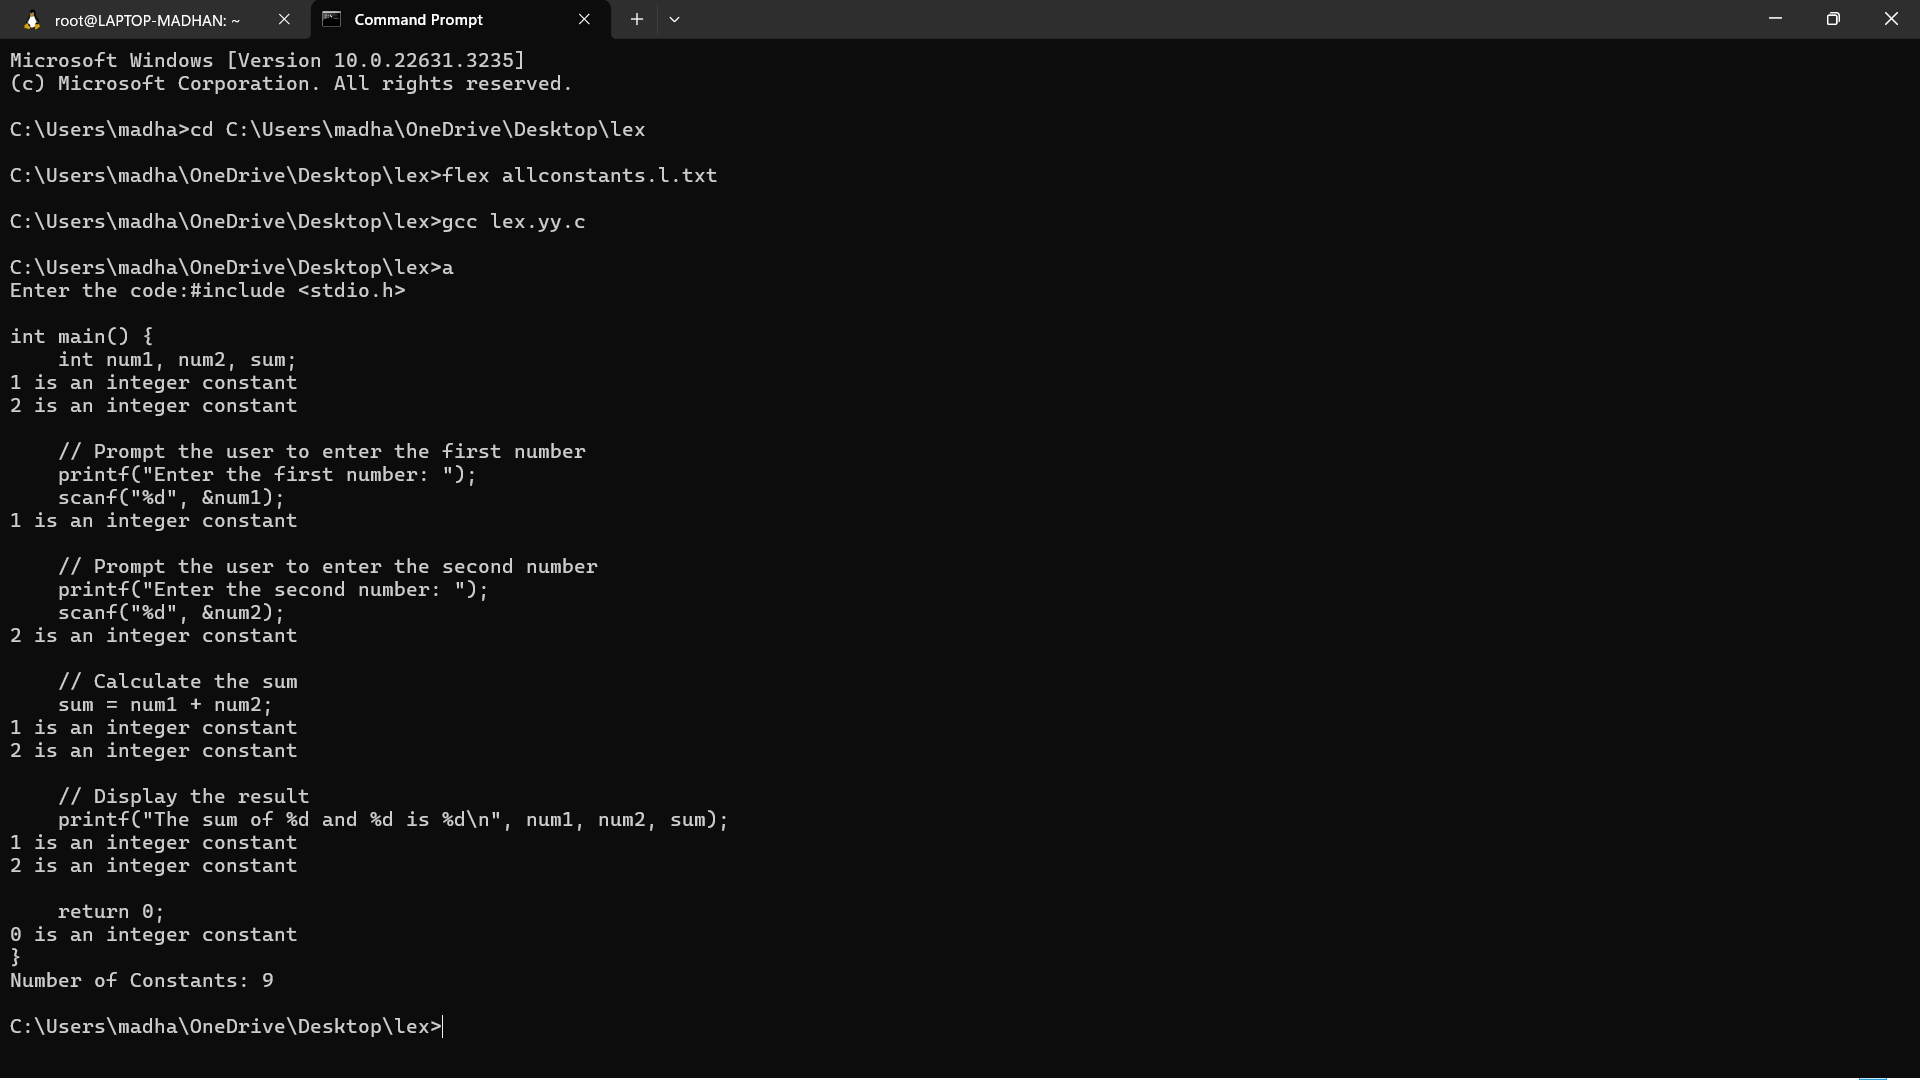 root@LAPTOP-MADHAN: ~
Command Prompt
Microsoft Windows [Version 10.0.22631.3235]
(c) Microsoft Corporation. All rights reserved.
C:\Users\madha>cd C:\Users\madha\OneDrive\Desktop\lex
C:\Users\madha\OneDrive\Desktop\lex>flex allconstants.l.txt
C:\Users\madha\OneDrive\Desktop\lex>gcc lex.yy.c
C:\Users\madha\OneDrive\Desktop\lex>a
Enter the code:#include <stdio.h>
int main() {
    int num1, num2, sum;
1 is an integer constant
2 is an integer constant
    // Prompt the user to enter the first number
    printf("Enter the first number: ");
    scanf("%d", &num1);
1 is an integer constant
    // Prompt the user to enter the second number
    printf("Enter the second number: ");
    scanf("%d", &num2);
2 is an integer constant
    // Calculate the sum
    sum = num1 + num2;
1 is an integer constant
2 is an integer constant
    // Display the result
    printf("The sum of %d and %d is %d\n", num1, num2, sum);
1 is an integer constant
2 is an integer constant
    return 0;
0 is an integer constant
}
Number of Constants: 9
C:\Users\madha\OneDrive\Desktop\lex>